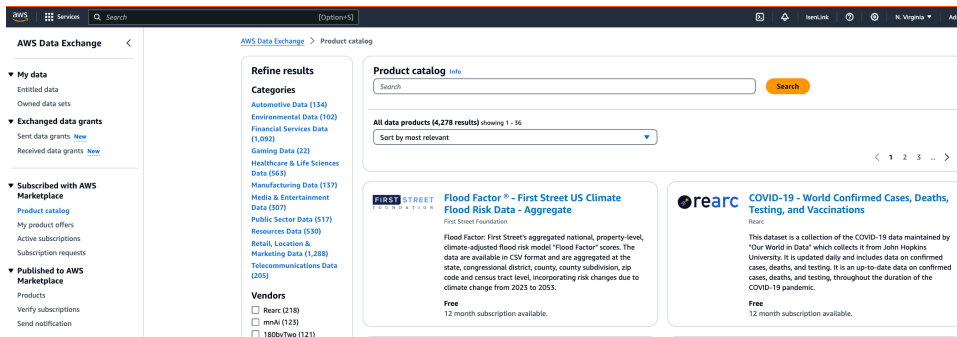 aws
Services
Search
[Option+S]
IsenLink
N. Virginia
AWS Data Exchange
My data
Entitled data
Owned data sets
Exchanged data grants
Sent data grants New
Received data grants New
Subscribed with AWS
Marketplace
Product catalog
My product offers
Active subscriptions
Subscription requests
Published to AWS
Marketplace
Products
Verify subscriptions
Send notification
AWS Data Exchange > Product catalog
Refine results
Categories
Automotive Data (134)
Environmental Data (102)
Financial Services Data
(1,092)
Gaming Data (22)
Healthcare & Life Sciences
Data (563)
Manufacturing Data (137)
Media & Entertainment
Data (307)
Public Sector Data (517)
Resources Data (530)
Retail, Location &
Marketing Data (1,288)
Telecommunications Data
(205)
Vendors
Rearc (218)
mnAi (123)
180byTwo (121)
Product catalog Info
Search
Search
All data products (4,278 results) showing 1 - 36
Sort by most relevant
< 1 2 3 ... >
FIRST STREET
FOUNDATION
Flood Factor ® - First Street US Climate
Flood Risk Data - Aggregate
First Street Foundation
Flood Factor: First Street's aggregated national, property-level,
climate-adjusted flood risk model "Flood Factor" scores. The
data are available in CSV format and are aggregated at the
state, congressional district, county, county subdivision, zip
code and census tract level, incorporating risk changes due to
climate change from 2023 to 2053.
Free
12 month subscription available.
rearc
COVID-19 - World Confirmed Cases, Deaths,
Testing, and Vaccinations
Rearc
This dataset is a collection of the COVID-19 data maintained by
"Our World in Data" which collects it from John Hopkins
University. It is updated daily and includes data on confirmed
cases, deaths, and testing. It is an up-to-date data on confirmed
cases, deaths, and testing, throughout the duration of the
COVID-19 pandemic.
Free
12 month subscription available.